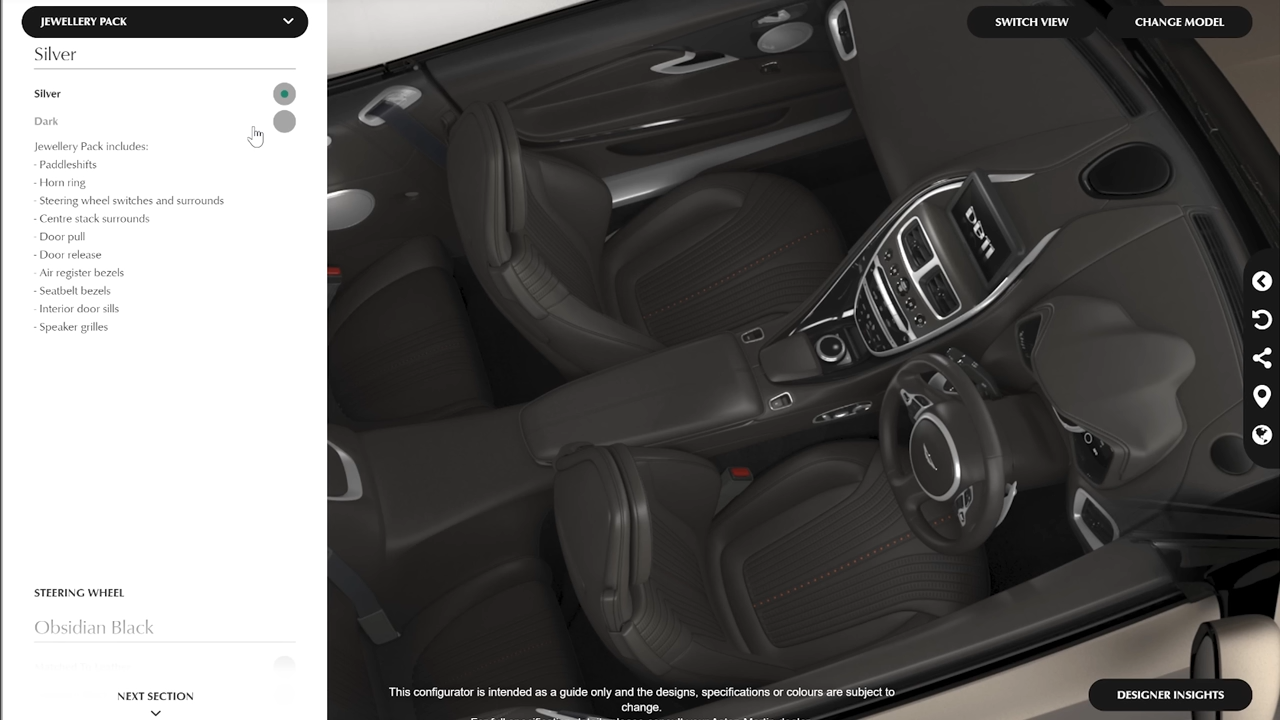 JEWELLERY PACK
SWITCH VIEW
CHANGE MODEL
Silver
Silver
Dark
Jewellery Pack includes:
- Paddleshifts
- Horn ring
- Steering wheel switches and surrounds
- Centre stack surrounds
- Door pull
- Door release
- Air register bezels
- Seatbelt bezels
- Interior door sills
- Speaker grilles
DB11
STEERING WHEEL
Obsidian Black
NEXT SECTION
This configurator is intended as a guide only and the designs, specifications or colours are subject to
change.
DESIGNER INSIGHTS